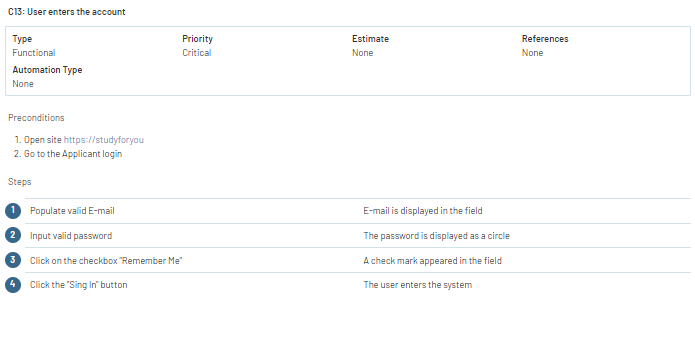 C13: User enters the account
Type Priority Estimate References
Functional Critical None None
Automation Type
None
Preconditions
1. Open site https://studyforyou
2. Go to the Applicant login
Steps
1 Populate valid E-mail E-mail is displayed in the field
2 Input valid password The password is displayed as a circle
3 Click on the checkbox "Remember Me" A check mark appeared in the field
4 Click the "Sing In" button The user enters the system